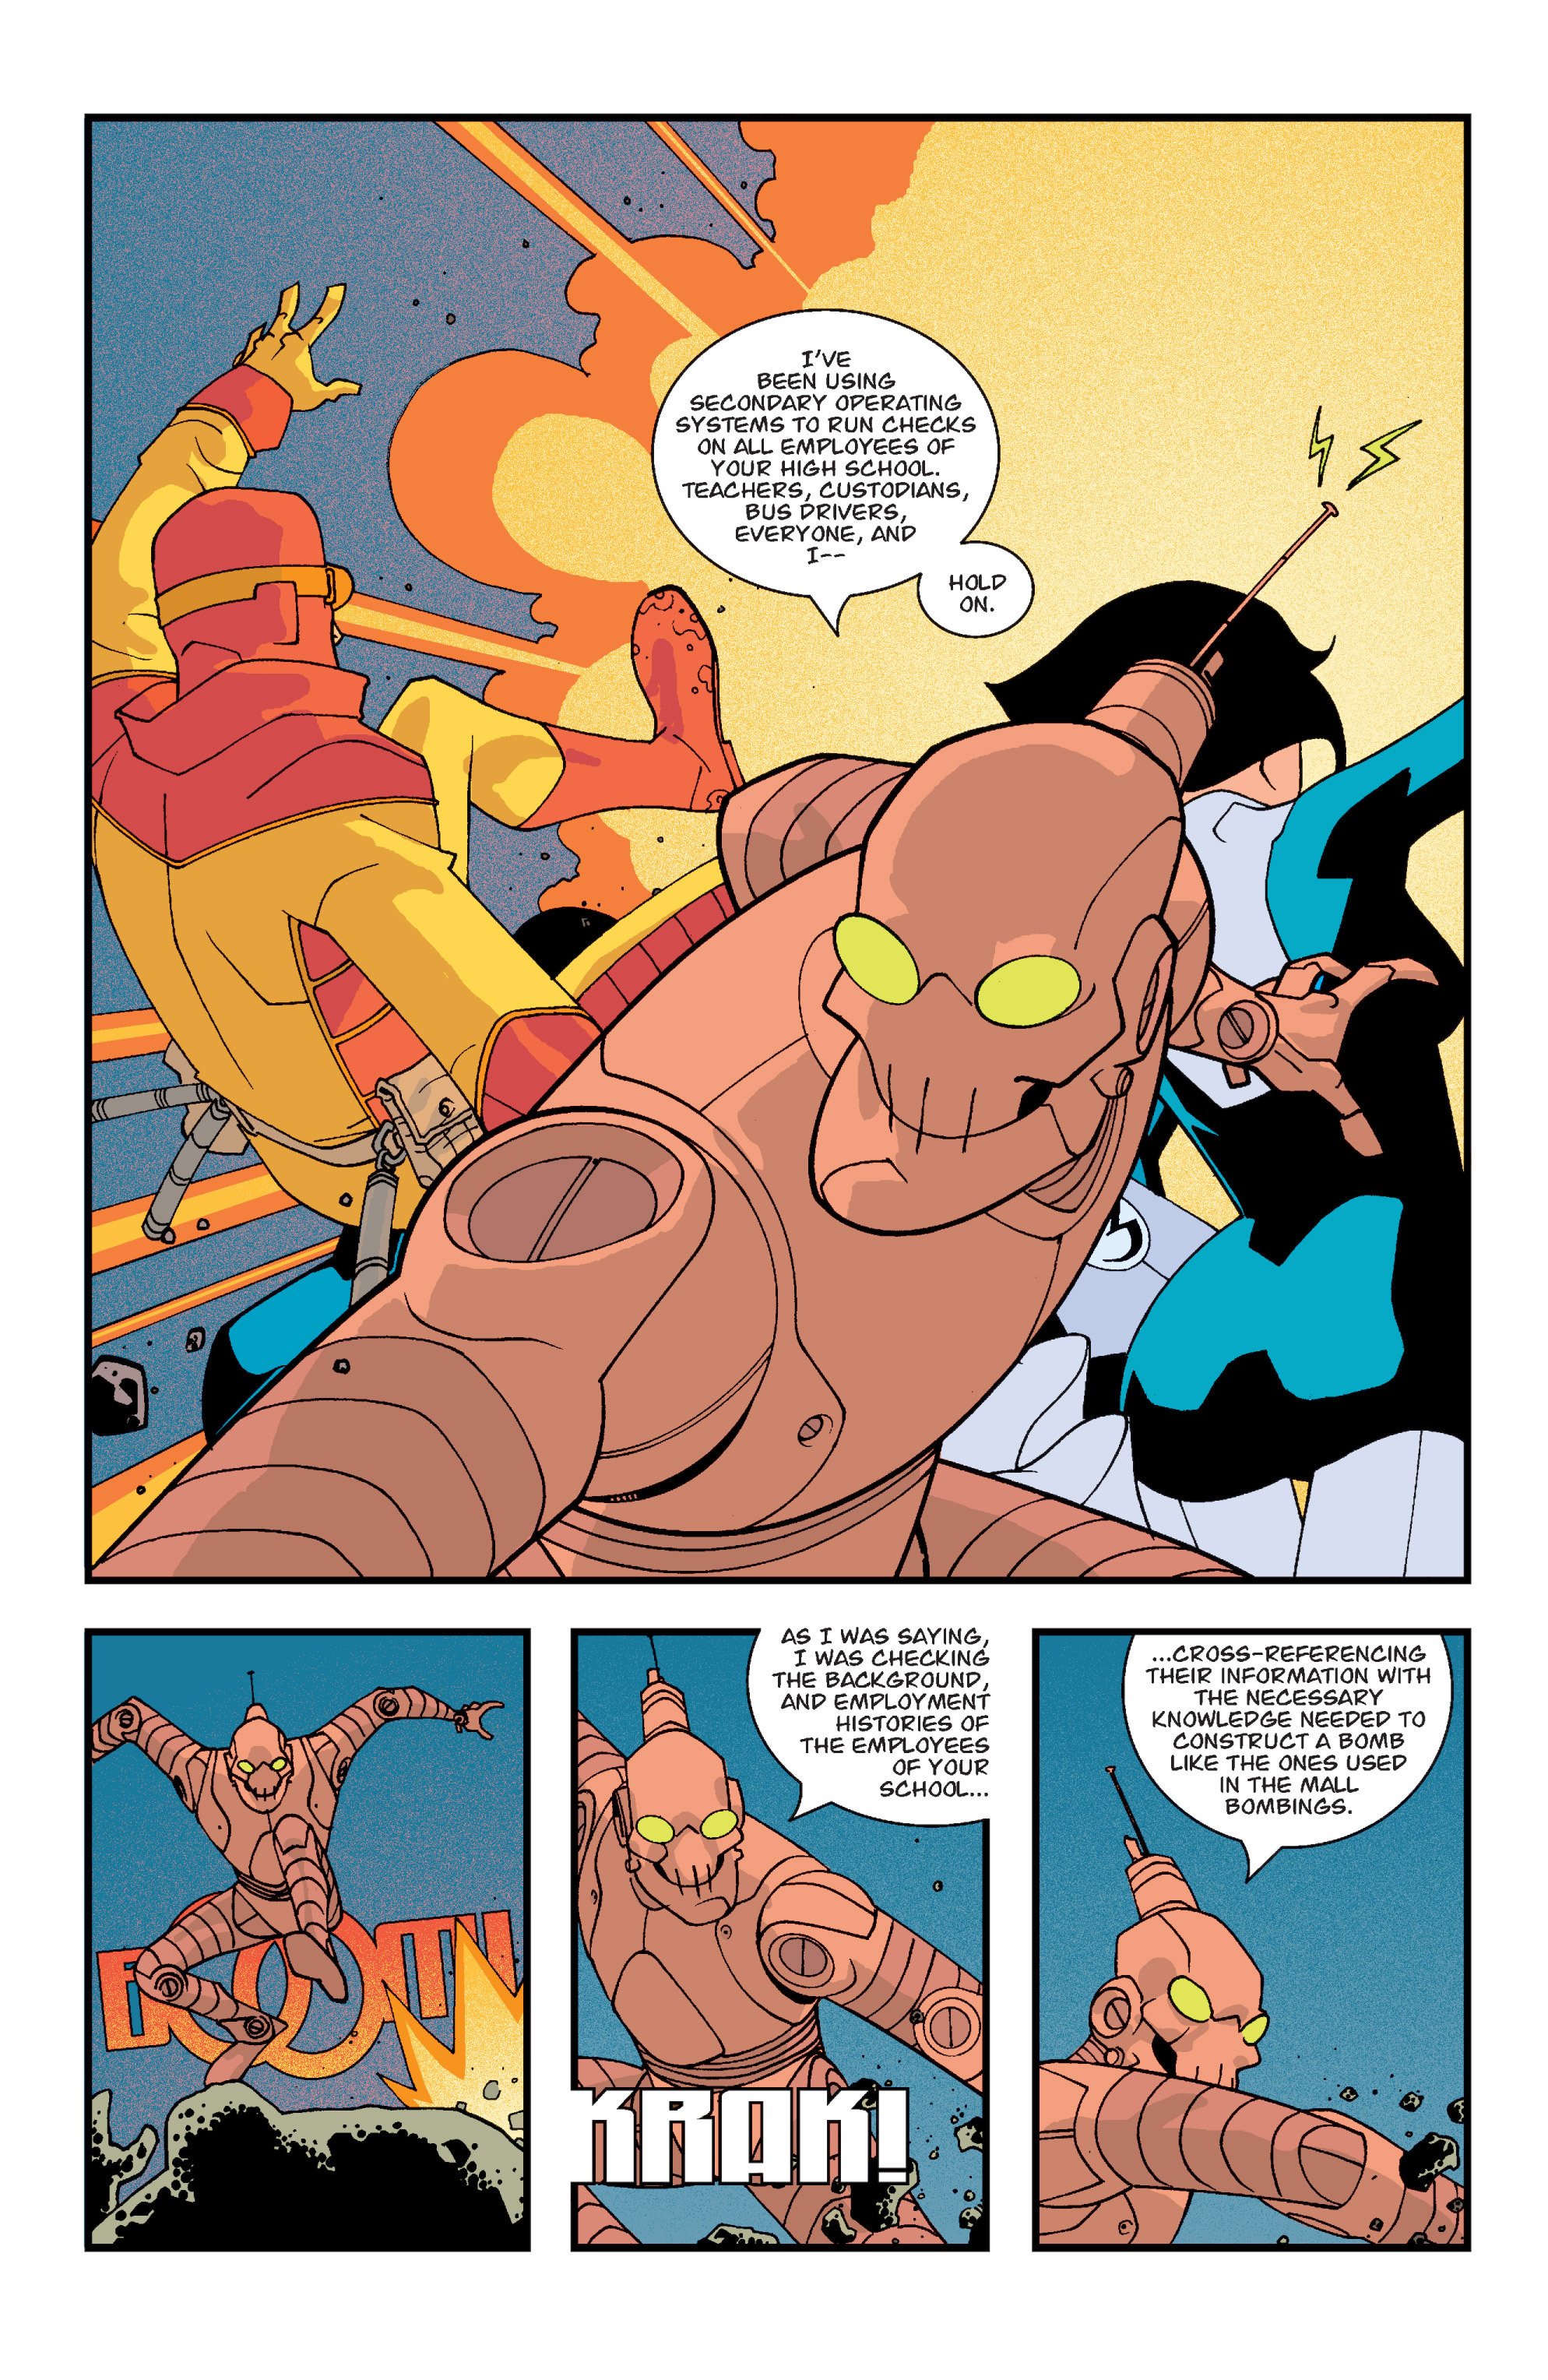 I'VE
BEEN USING
SECONDARY OPERATING
SYSTEMS TO RUN CHECKS
ON ALL EMPLOYEES OF
YOUR HIGH SCHOOL.
TEACHERS, CUSTODIANS,
BUS DRIVERS,
EVERYONE, AND
I--
HOLD
ON.
BOOM
AS I WAS SAYING,
I WAS CHECKING
THE BACKGROUND,
AND EMPLOYMENT
HISTORIES OF
THE EMPLOYEES
OF YOUR
SCHOOL...
KRAK!
...CROSS-REFERENCING
THEIR INFORMATION WITH
THE NECESSARY
KNOWLEDGE NEEDED TO
CONSTRUCT A BOMB
LIKE THE ONES USED
IN THE MALL
BOMBINGS.